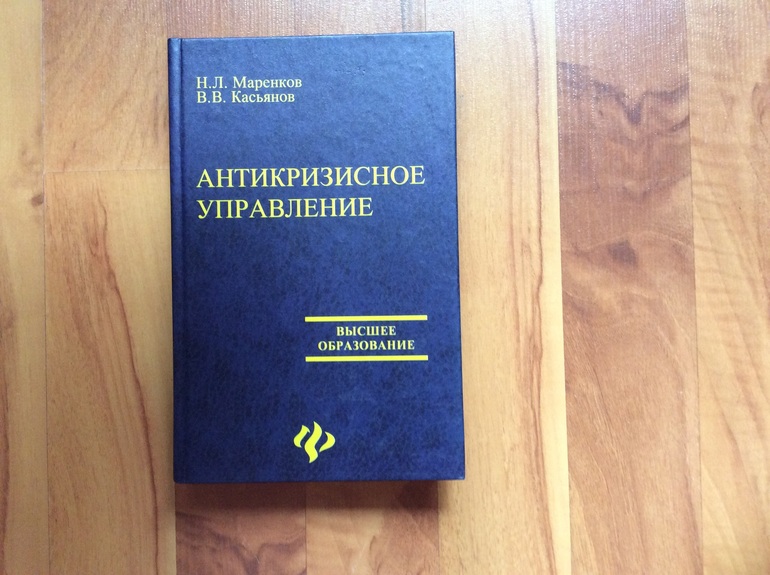 Н.Л. Маренков
В.В. Касьянов
АНТИКРИЗИСНОЕ
УПРАВЛЕНИЕ
ВЫСШЕЕ
ОБРАЗОВАНИЕ